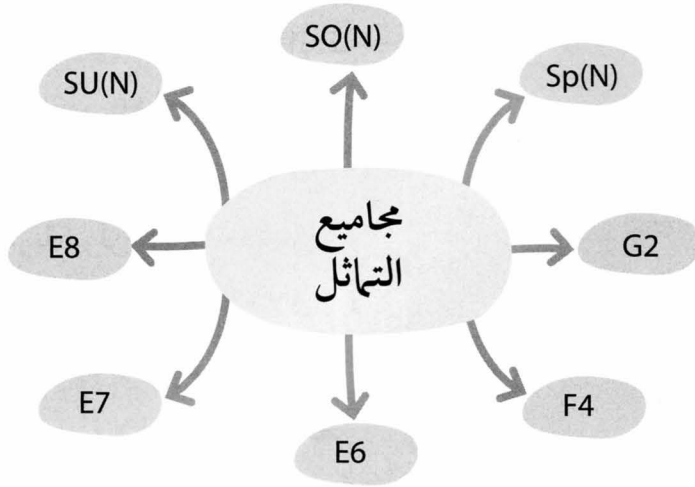 SO(N)
SU(N)
Sp(N)
مجاميع
التماثل
E8
G2
E7
F4
E6